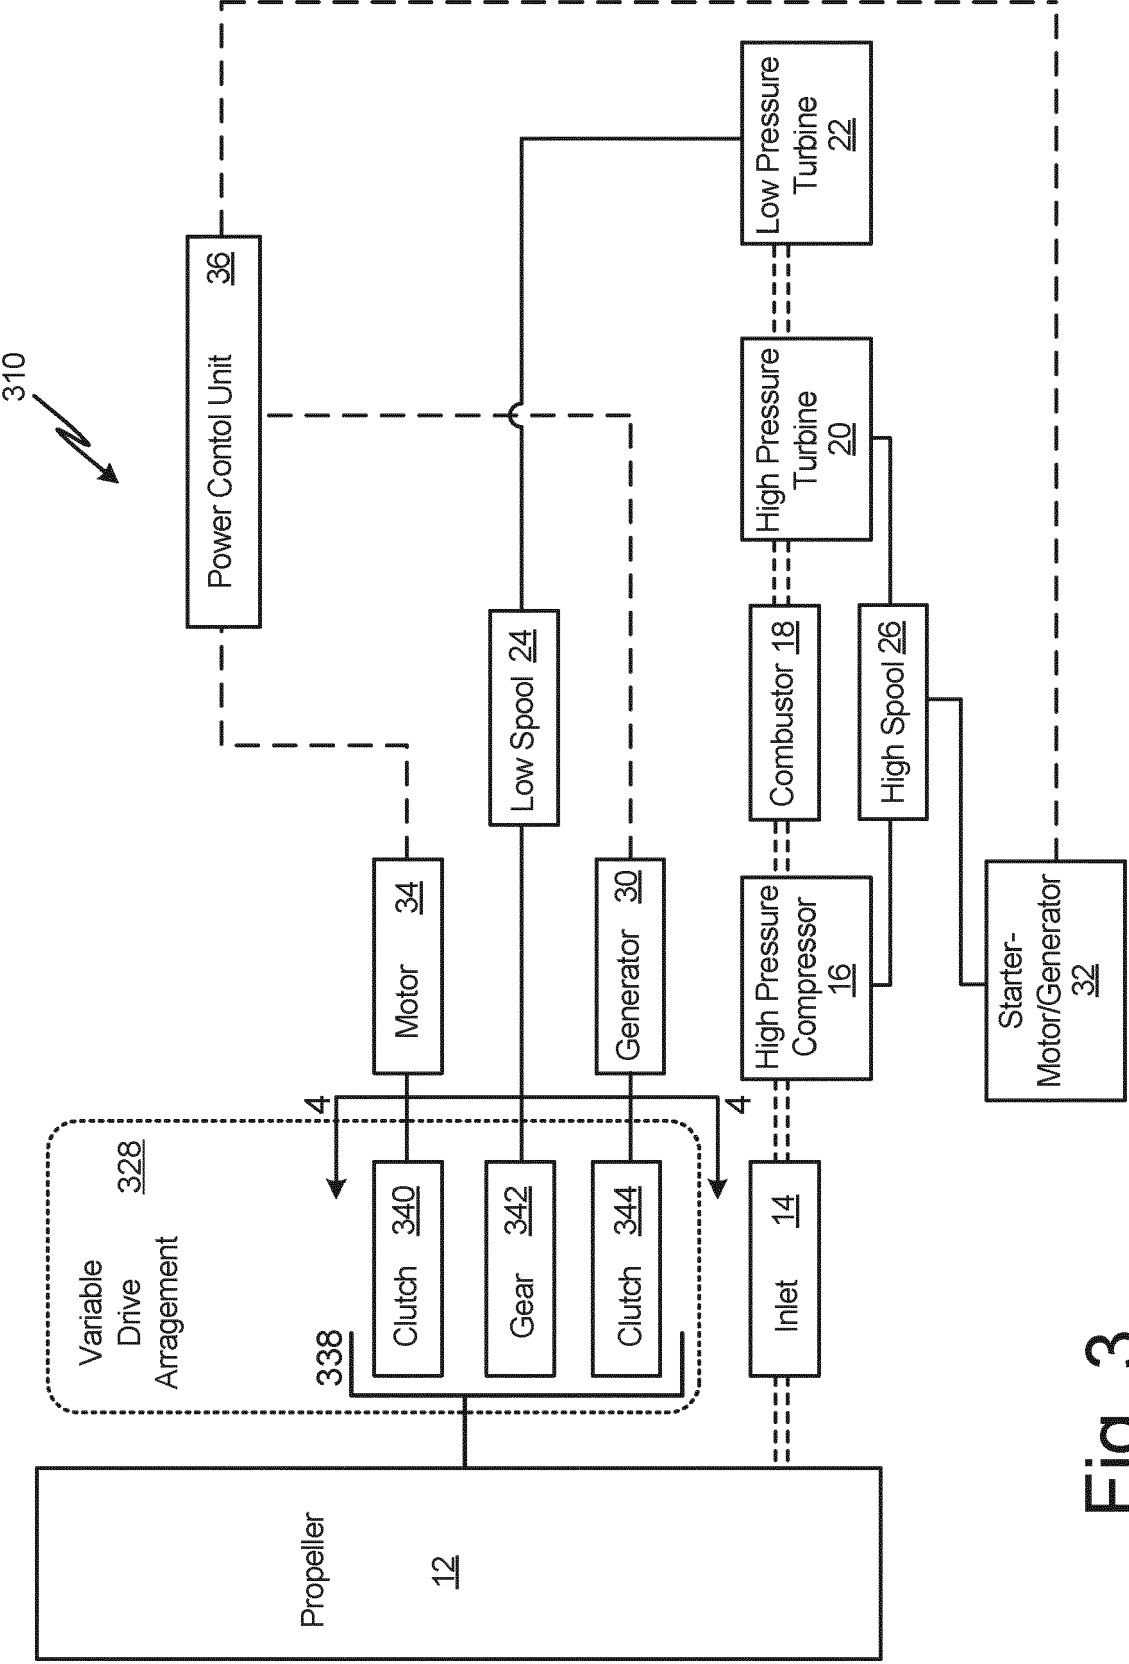 310
Power Contol Unit 36
Variable
Drive
Arragement
328
4
338
Clutch 340
Motor 34
Gear 342
Low Spool 24
Clutch 344
Generator 30
4
Propeller
12
Inlet 14
High Pressure
Compressor
16
Combustor 18
High Pressure
Turbine
20
Low Pressure
Turbine
22
High Spool 26
Starter-
Motor/Generator
32
Fig. 3